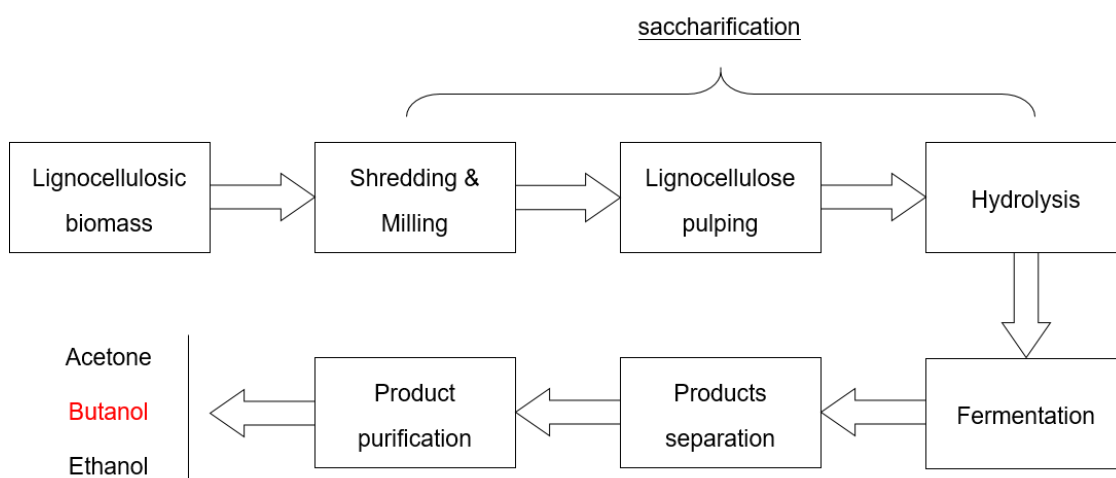 saccharification
Lignocellulosic
biomass
Shredding &
Milling
Lignocellulose
pulping
Hydrolysis
Fermentation
Products
separation
Product
purification
Acetone
Butanol
Ethanol